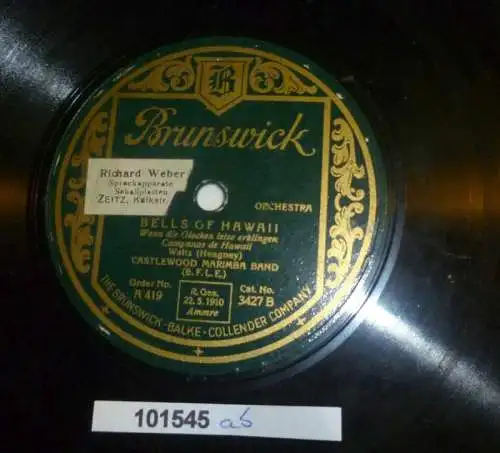 B
Brunswick
Richard Weber
Sprechapparate
Schallplatten
ZEITZ, Kalkstr.
ORCHESTRA
BELLS OF HAWAII
Wenn die Glocken leise erklingen
Campanas de Hawaii
Waltz (Heagney)
CASTLEWOOD MARIMBA BAND
(B. F. L. E.)
Order No.
A 419
R. Ges.
22. 5. 1910
Ammre
Cat. No.
3427 B
THE BRUNSWICK-BALKE-COLLENDER COMPANY
101545 ab